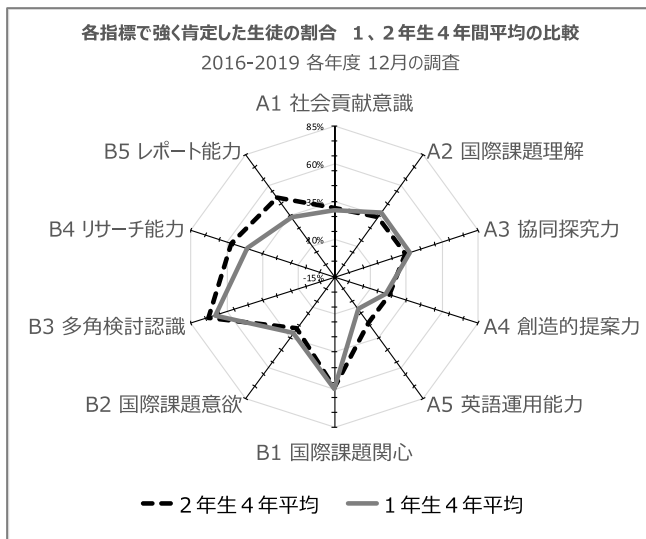 各指標で強く肯定した生徒の割合　１、２年生４年間平均の比較
2016-2019 各年度 12月の調査
A1 社会貢献意識
85%
B5 レポート能力
A2 国際課題理解
60%
35%
B4 リサーチ能力
A3 協同探究力
10%
-15%
B3 多角検討認識
A4 創造的提案力
B2 国際課題意欲
A5 英語運用能力
B1 国際課題関心
２年生４年平均
１年生４年平均